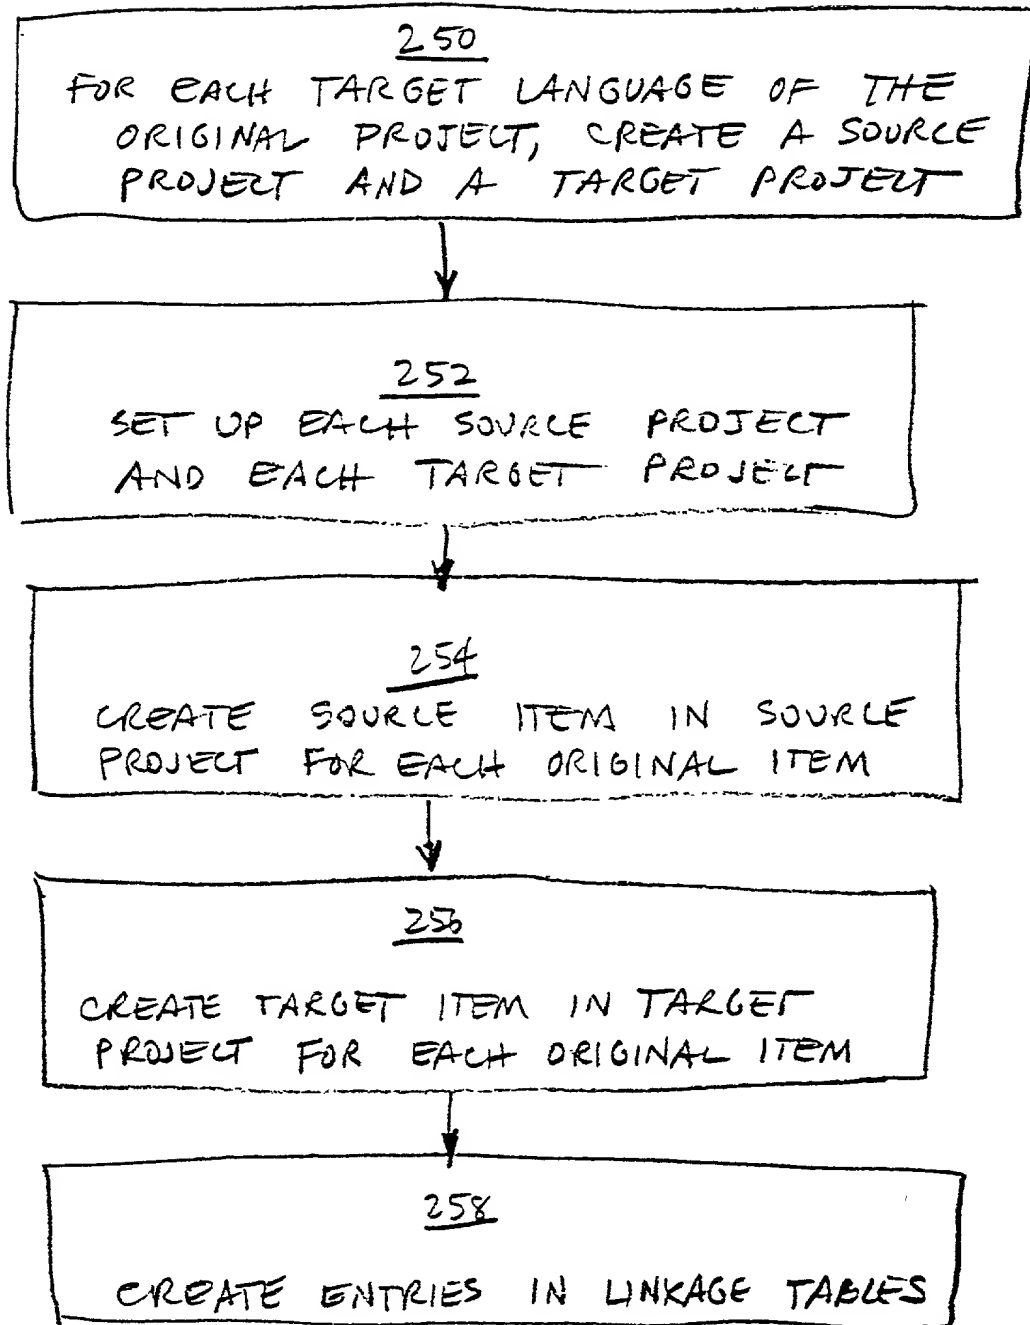 250
FOR EACH TARGET LANGUAGE OF THE
ORIGINAL PROJECT, CREATE A SOURCE
PROJECT AND A TARGET PROJECT
252
SET UP EACH SOURCE PROJECT
AND EACH TARGET PROJECT
254
CREATE SOURCE ITEM IN SOURCE
PROJECT FOR EACH ORIGINAL ITEM
256
CREATE TARGET ITEM IN TARGET
PROJECT FOR EACH ORIGINAL ITEM
258
CREATE ENTRIES IN LINKAGE TABLES